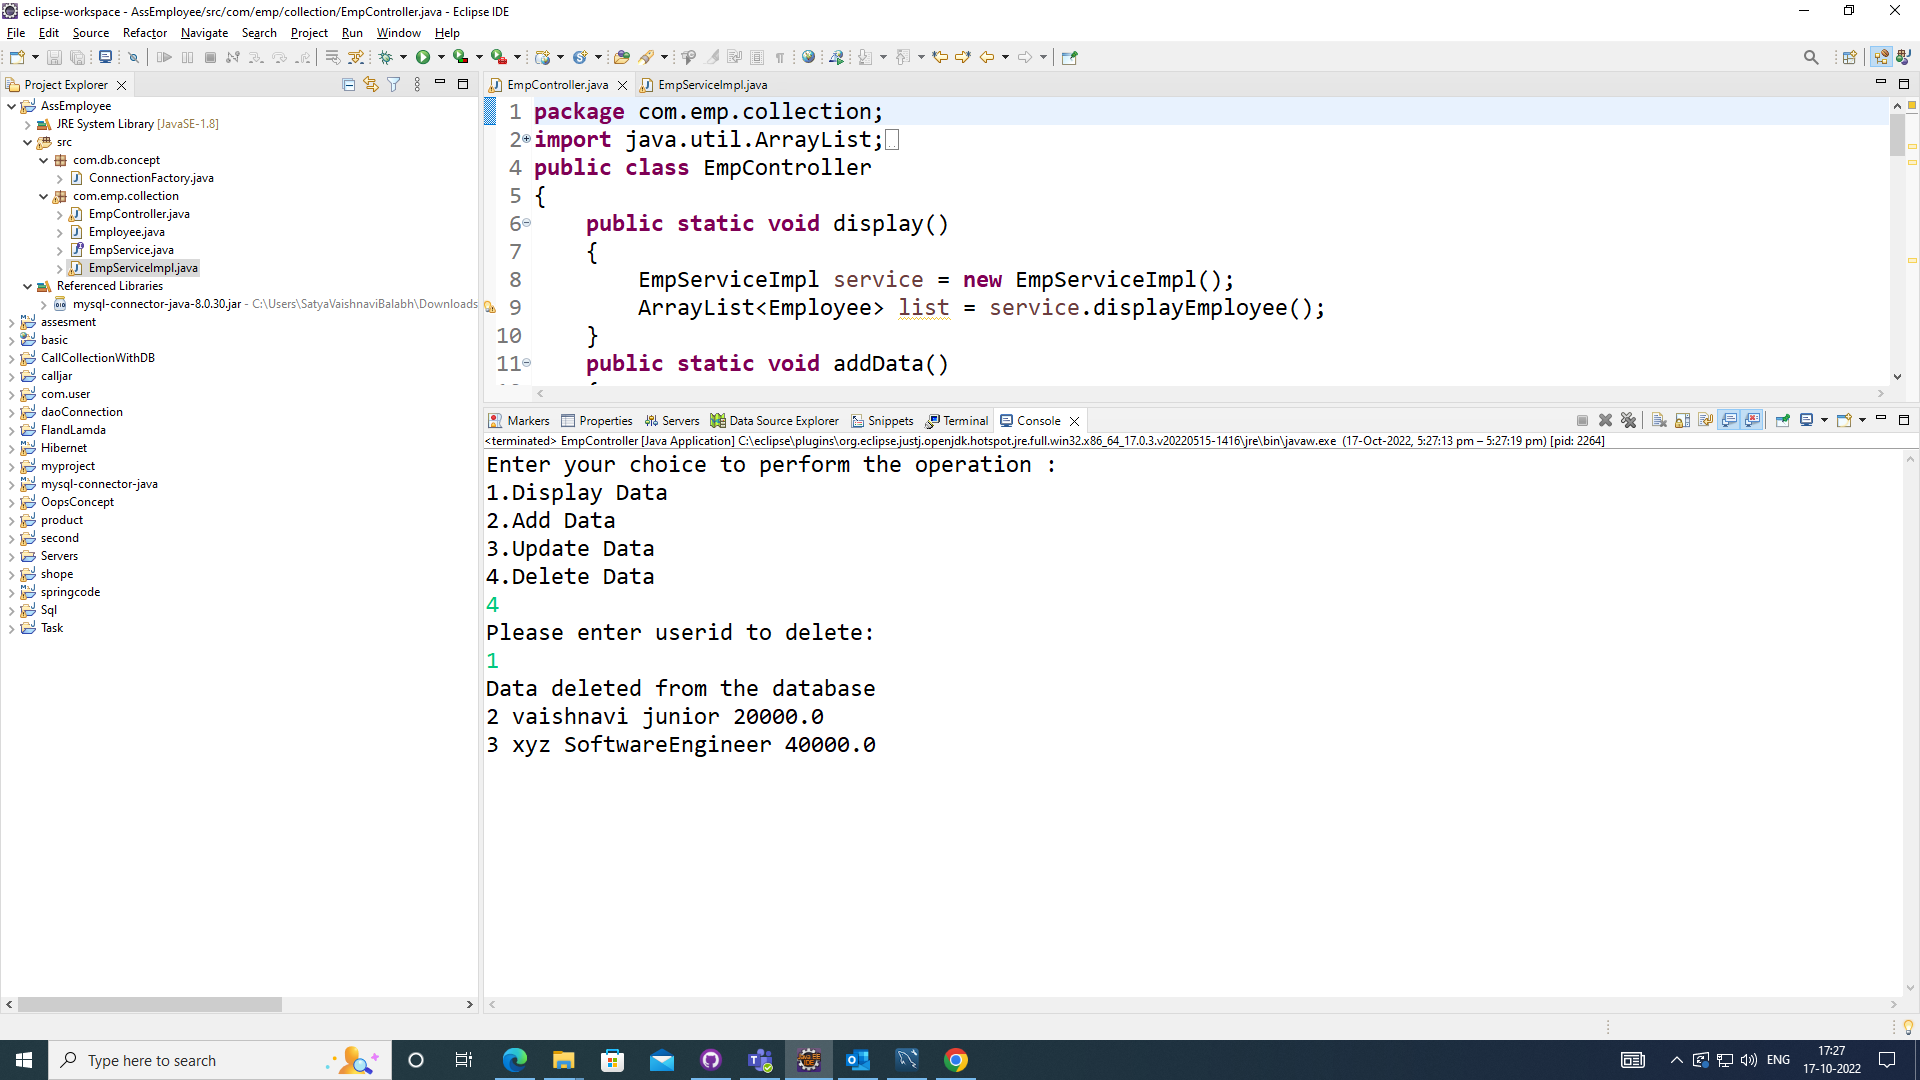 eclipse-workspace - AssEmployee/src/com/emp/collection/EmpController.java - Eclipse IDE
File Edit Source Refactor Navigate Search Project Run Window Help
Project Explorer
AssEmployee
JRE System Library [JavaSE-1.8]
src
com.db.concept
ConnectionFactory.java
com.emp.collection
EmpController.java
Employee.java
EmpService.java
EmpServiceImpl.java
Referenced Libraries
mysql-connector-java-8.0.30.jar - C:\Users\SatyaVaishnaviBalabh\Downloads
assesment
basic
CallCollectionWithDB
calljar
com.user
daoConnection
FIandLamda
Hibernet
myproject
mysql-connector-java
OopsConcept
product
second
Servers
shope
springcode
Sql
Task
EmpController.java EmpServiceImpl.java
1 package com.emp.collection;
2 import java.util.ArrayList;
4 public class EmpController
5 {
6 public static void display()
7 {
8 EmpServiceImpl service = new EmpServiceImpl();
9 ArrayList<Employee> list = service.displayEmployee();
10 }
11 public static void addData()
Markers Properties Servers Data Source Explorer Snippets Terminal Console
<terminated> EmpController [Java Application] C:\eclipse\plugins\org.eclipse.justj.openjdk.hotspot.jre.full.win32.x86_64_17.0.3.v20220515-1416\jre\bin\javaw.exe (17-Oct-2022, 5:27:13 pm – 5:27:19 pm) [pid: 2264]
Enter your choice to perform the operation :
1.Display Data
2.Add Data
3.Update Data
4.Delete Data
4
Please enter userid to delete:
1
Data deleted from the database
2 vaishnavi junior 20000.0
3 xyz SoftwareEngineer 40000.0
Type here to search
ENG
17:27
17-10-2022